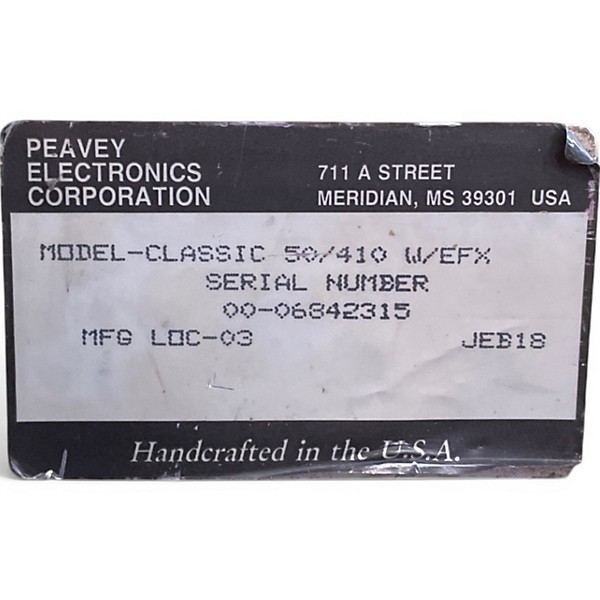 PEAVEY
ELECTRONICS
CORPORATION
711 A STREET
MERIDIAN, MS 39301 USA
MODEL-CLASSIC 50/410 W/EFX
SERIAL NUMBER
00-06842315
MFG LOC-03 JEB18
Handcrafted in the U.S.A.